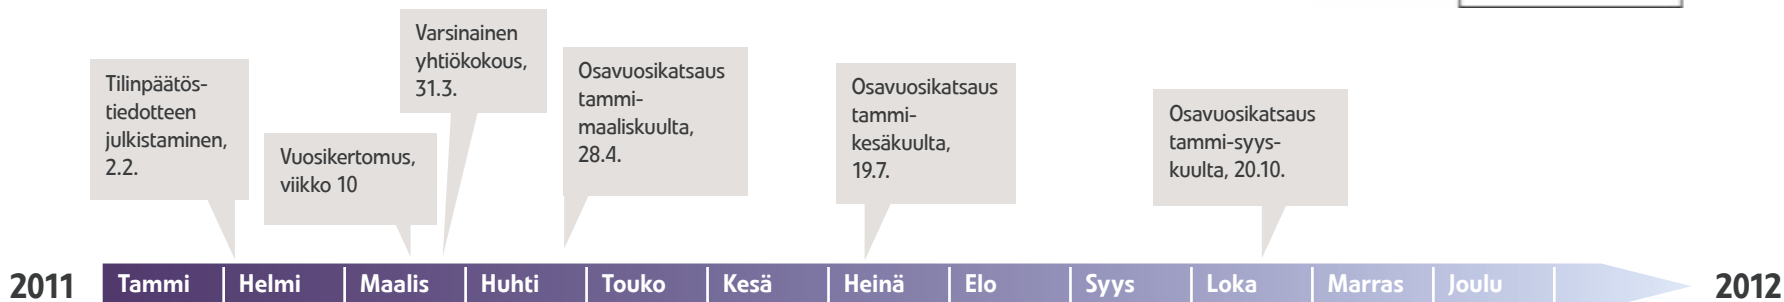 Tilinpäätös-
tiedotteen
julkistaminen,
2.2.
Vuosikertomus,
viikko 10
Varsinainen
yhtiökokous,
31.3.
Osavuosikatsaus
tammi-
maaliskuulta,
28.4.
Osavuosikatsaus
tammi-
kesäkuulta,
19.7.
Osavuosikatsaus
tammi-syys-
kuulta, 20.10.
2011 Tammi Helmi Maalis Huhti Touko Kesä Heinä Elo Syys Loka Marras Joulu 2012